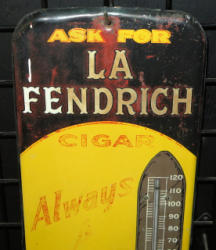 ASK FOR
LA
FENDRICH
CIGAR
Always
120
110
100
90
80
70